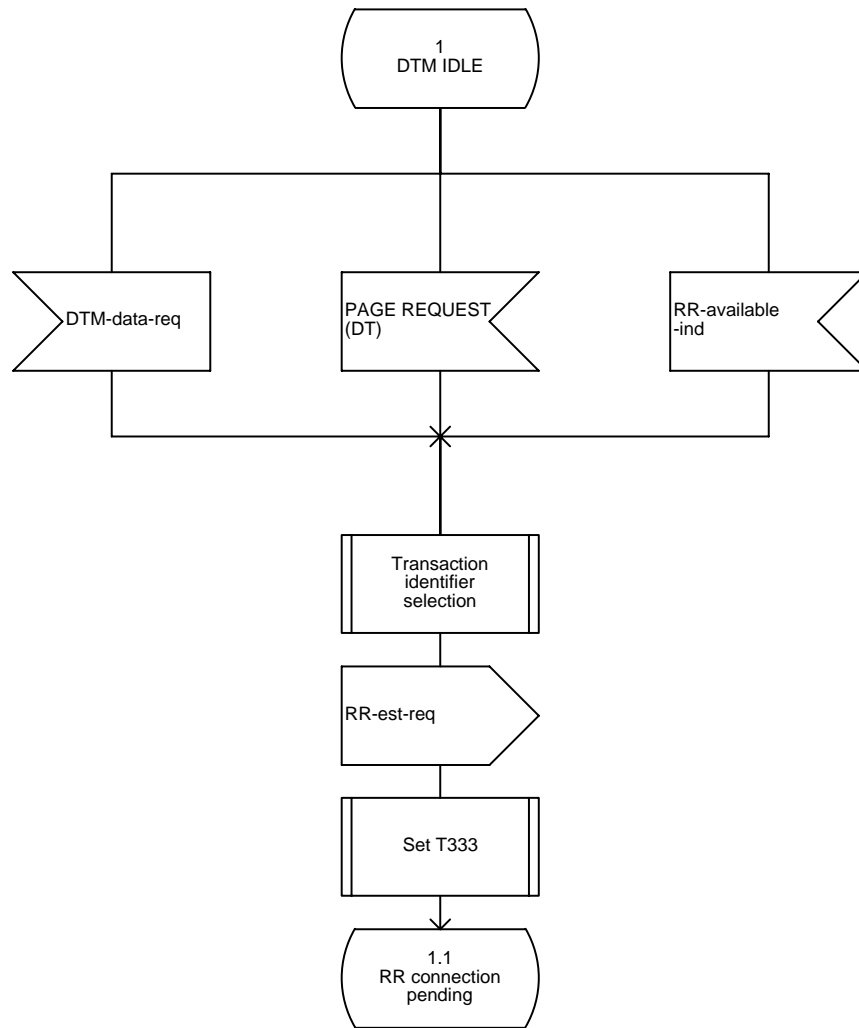 1
DTM IDLE
DTM-data-req
PAGE REQUEST
(DT)
RR-available
-ind
Transaction
identifier
selection
RR-est-req
Set T333
1.1
RR connection
pending